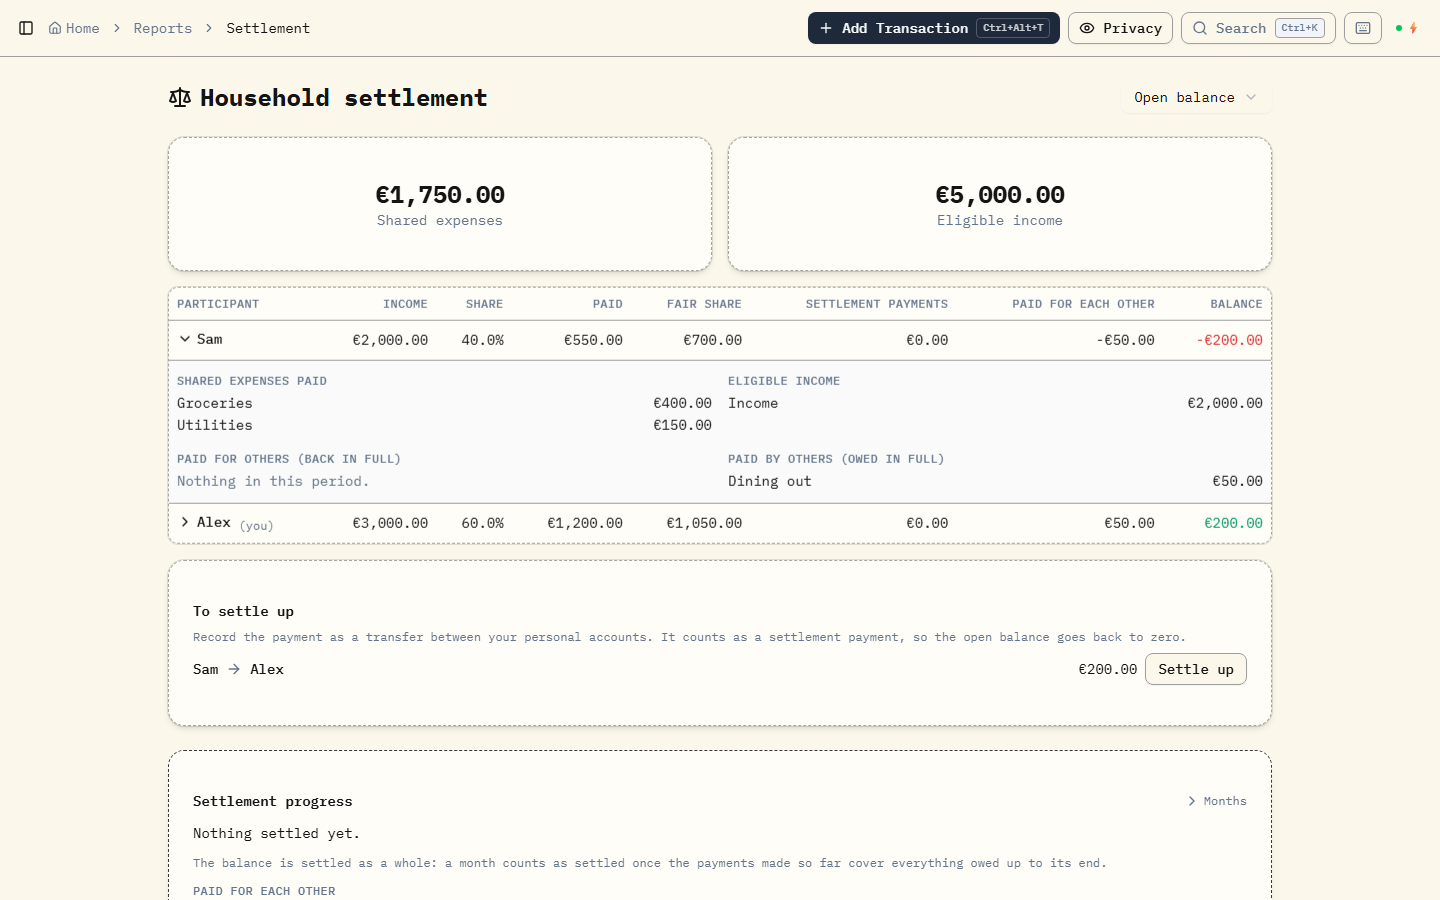 Home > Reports > Settlement
+ Add Transaction Ctrl+Alt+T
Privacy
Search Ctrl+K
Household settlement
Open balance
€1,750.00
Shared expenses
€5,000.00
Eligible income
PARTICIPANT INCOME SHARE PAID FAIR SHARE SETTLEMENT PAYMENTS PAID FOR EACH OTHER BALANCE
Sam €2,000.00 40.0% €550.00 €700.00 €0.00 -€50.00 -€200.00
SHARED EXPENSES PAID
Groceries €400.00
Utilities €150.00
ELIGIBLE INCOME
Income €2,000.00
PAID FOR OTHERS (BACK IN FULL)
Nothing in this period.
PAID BY OTHERS (OWED IN FULL)
Dining out €50.00
Alex (you) €3,000.00 60.0% €1,200.00 €1,050.00 €0.00 €50.00 €200.00
To settle up
Record the payment as a transfer between your personal accounts. It counts as a settlement payment, so the open balance goes back to zero.
Sam → Alex €200.00 Settle up
Settlement progress
Months
Nothing settled yet.
The balance is settled as a whole: a month counts as settled once the payments made so far cover everything owed up to its end.
PAID FOR EACH OTHER